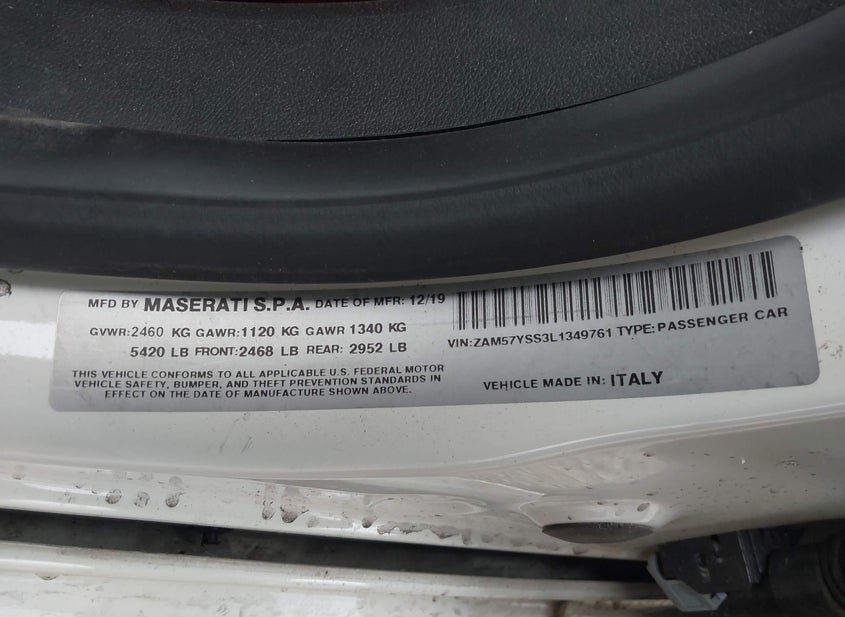 MFD BY MASERATI S.P.A. DATE OF MFR: 12/19
GVWR:2460 KG GAWR:1120 KG GAWR 1340 KG
5420 LB FRONT:2468 LB REAR: 2952 LB
THIS VEHICLE CONFORMS TO ALL APPLICABLE U.S. FEDERAL MOTOR
VEHICLE SAFETY, BUMPER, AND THEFT PREVENTION STANDARDS IN
EFFECT ON THE DATE OF MANUFACTURE SHOWN ABOVE.
VIN:ZAM57YSS3L1349761 TYPE:PASSENGER CAR
VEHICLE MADE IN: ITALY